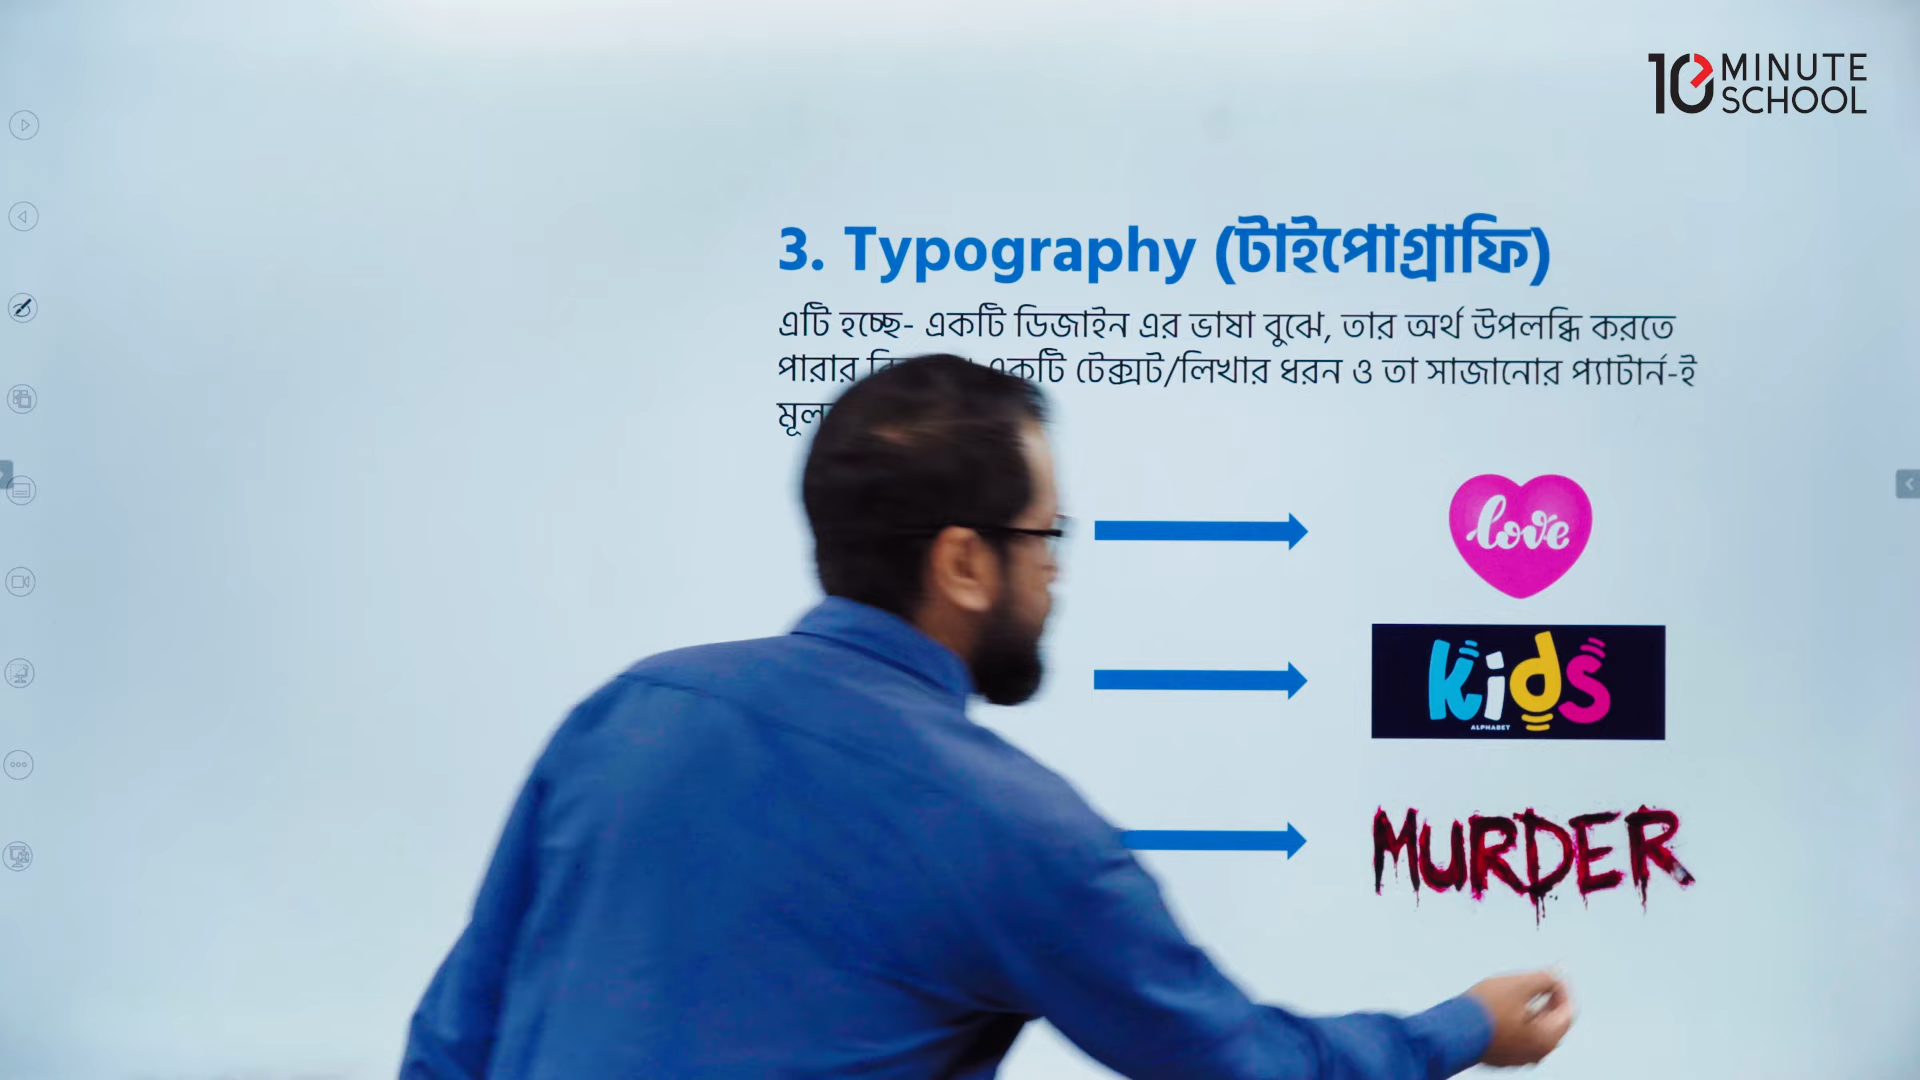 10 MINUTE
SCHOOL
3. Typography (টাইপোগ্রাফি)
এটি হচ্ছে- একটি ডিজাইন এর ভাষা বুঝে, তার অর্থ উপলব্ধি করতে
পারার একটি টেক্সট/লিখার ধরন ও তা সাজানোর প্যাটার্ন-ই
love
Kids
ALPHABET
MURDER